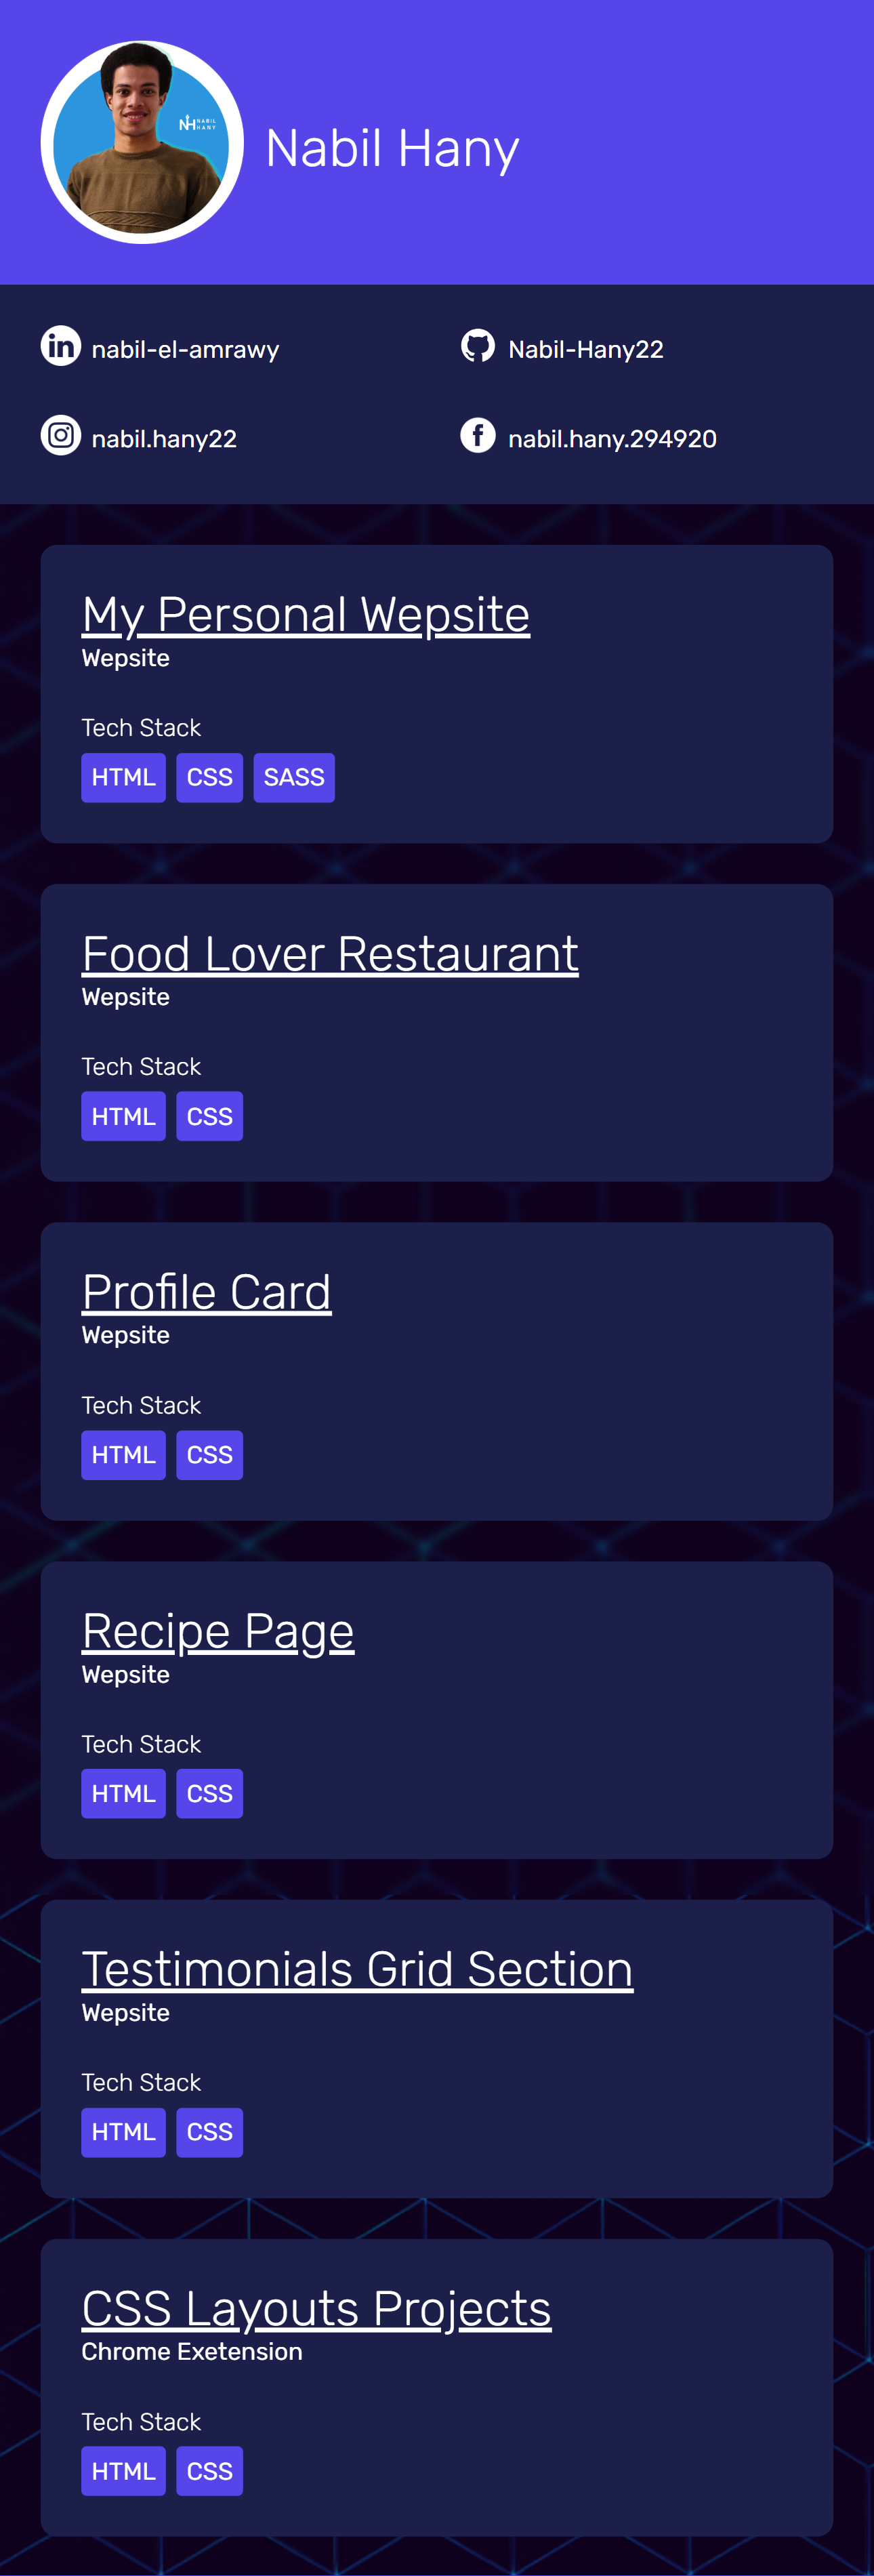 NH NABIL
HANY
Nabil Hany
nabil-el-amrawy
Nabil-Hany22
nabil.hany22
nabil.hany.294920
My Personal Wepsite
Wepsite
Tech Stack
HTML CSS SASS
Food Lover Restaurant
Wepsite
Tech Stack
HTML CSS
Profile Card
Wepsite
Tech Stack
HTML CSS
Recipe Page
Wepsite
Tech Stack
HTML CSS
Testimonials Grid Section
Wepsite
Tech Stack
HTML CSS
CSS Layouts Projects
Chrome Exetension
Tech Stack
HTML CSS